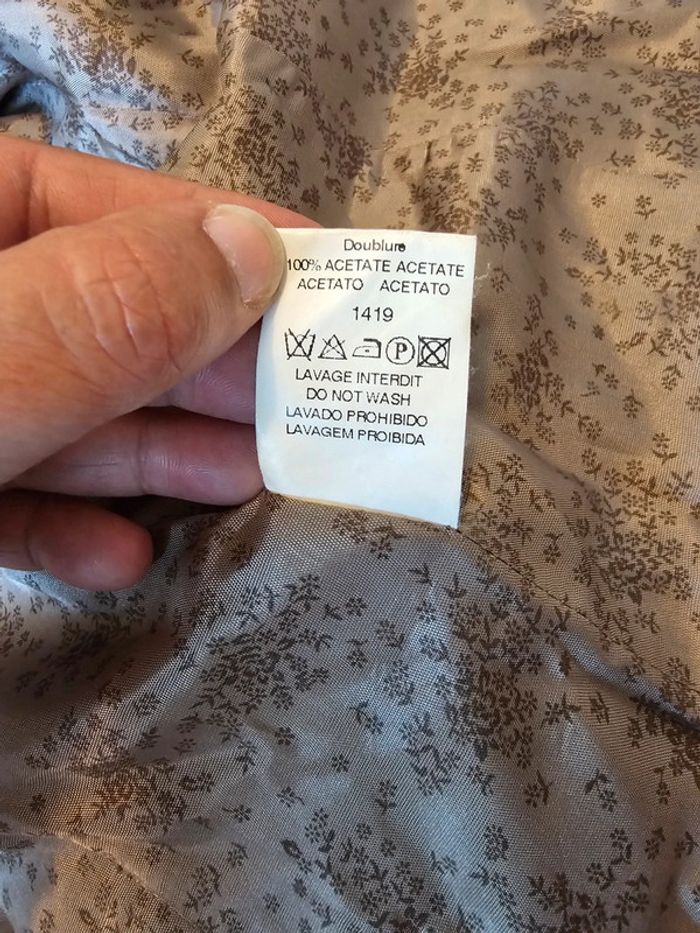 Doublure
100% ACETATE ACETATE
ACETATO ACETATO
1419
P
LAVAGE INTERDIT
DO NOT WASH
LAVADO PROHIBIDO
LAVAGEM PROIBIDA